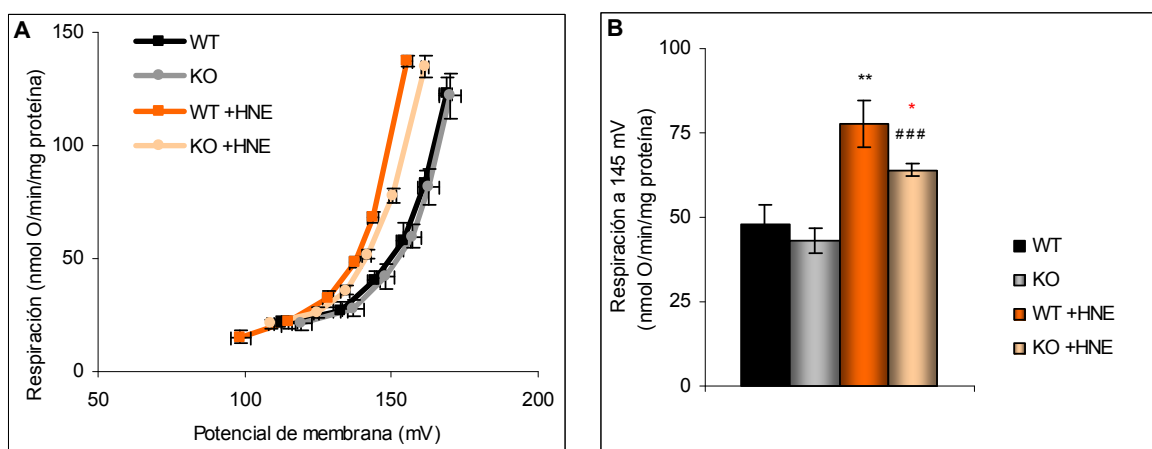 A
Respiración (nmol O/min/mg proteína)
150
100
50
0
50
100
150
200
Potencial de membrana (mV)
WT
KO
WT +HNE
KO +HNE
B
Respiración a 145 mV
(nmol O/min/mg proteína)
100
75
50
25
0
**
*
###
WT
KO
WT +HNE
KO +HNE